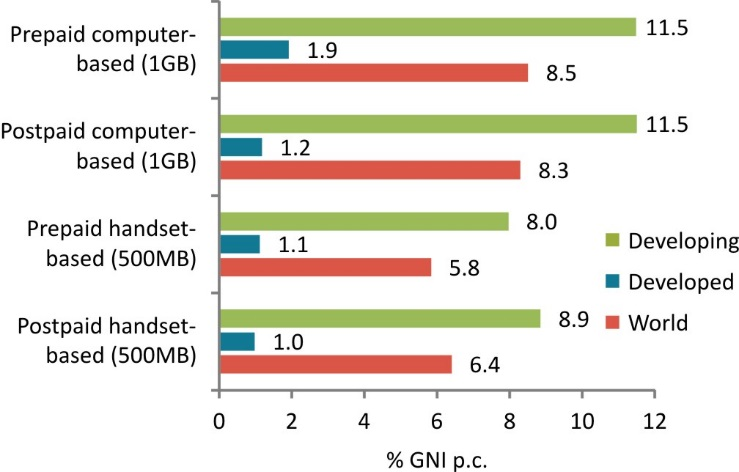 Prepaid computer-
based (1GB)
11.5
1.9
8.5
Postpaid computer-
based (1GB)
11.5
1.2
8.3
Prepaid handset-
based (500MB)
8.0
1.1
5.8
Postpaid handset-
based (500MB)
8.9
1.0
6.4
Developing
Developed
World
0 2 4 6 8 10 12
% GNI p.c.